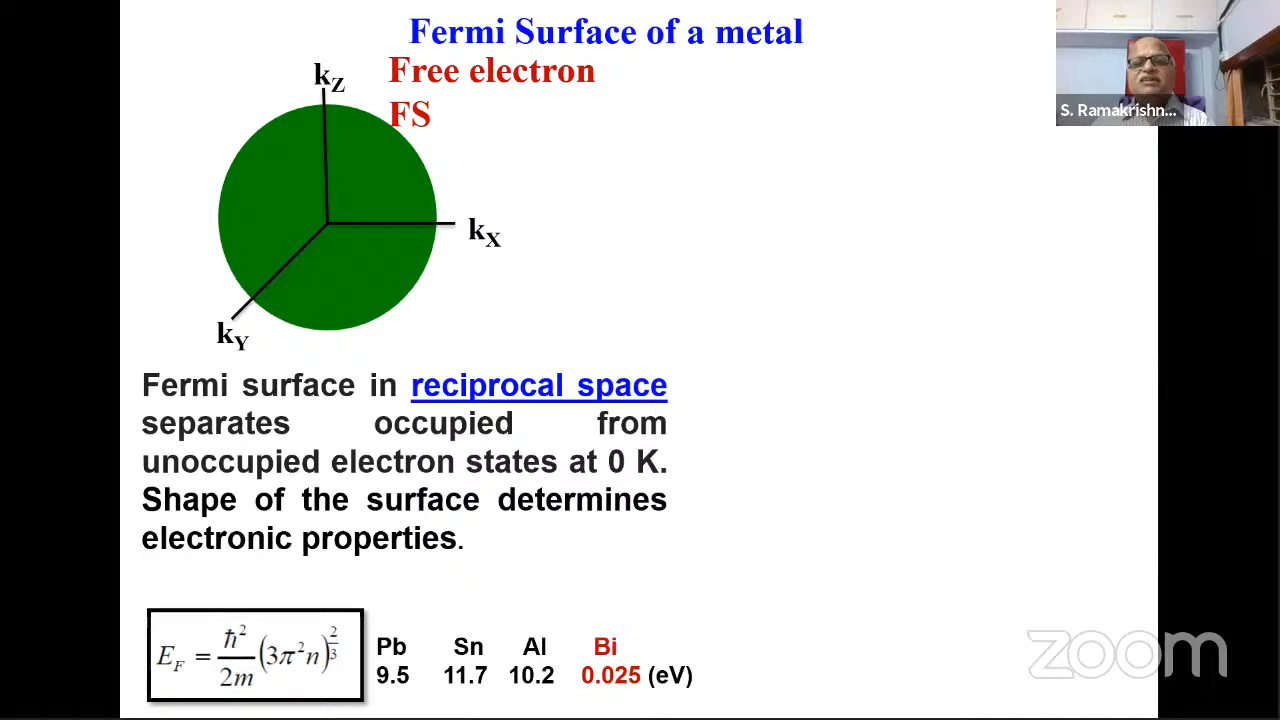 Fermi Surface of a metal
Free electron
FS
k_Z
k_X
k_Y
S. Ramakrishn...
Fermi surface in reciprocal space
separates occupied from
unoccupied electron states at 0 K.
Shape of the surface determines
electronic properties.
E_F = ħ²/2m (3π²n)^(2/3)
Pb Sn Al Bi
9.5 11.7 10.2 0.025 (eV)
zoom